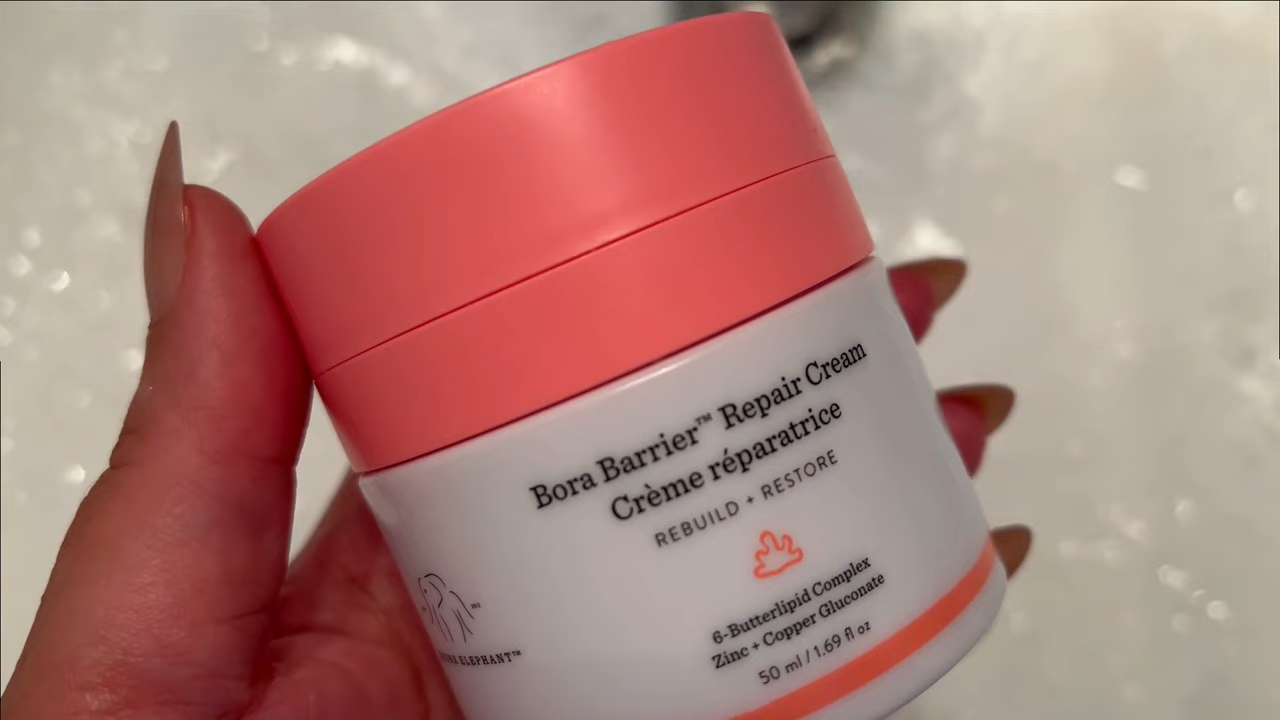 Bora Barrier™ Repair Cream
Crème réparatrice
REBUILD + RESTORE
6-Butterlipid Complex
Zinc + Copper Gluconate
50 ml / 1.69 fl oz
ELEPHANT™